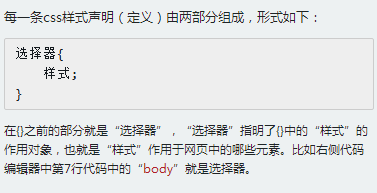 每一条css样式声明（定义）由两部分组成，形式如下：
选择器{
    样式;
}
在{}之前的部分就是“选择器”，“选择器”指明了{}中的“样式”的
作用对象，也就是“样式”作用于网页中的哪些元素。比如右侧代码
编辑器中第7行代码中的“body”就是选择器。